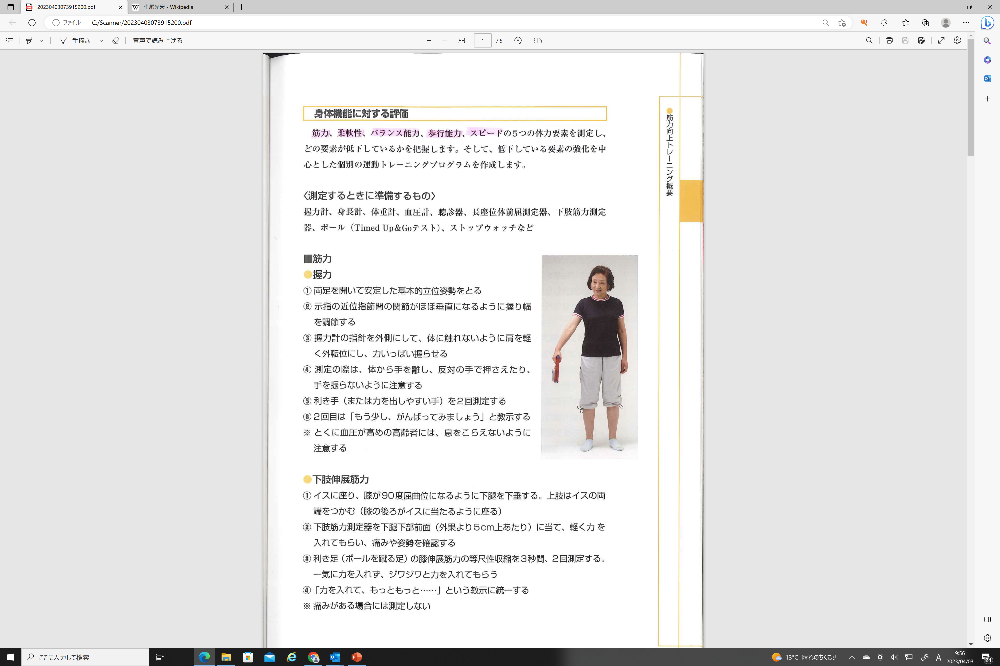 20230403073915200.pdf
牛尾光宏 - Wikipedia
ファイル
C:/Scanner/20230403073915200.pdf
手描き
音声で読み上げる
1
/ 5
身体機能に対する評価
筋力、柔軟性、バランス能力、歩行能力、スピードの5つの体力要素を測定し、
どの要素が低下しているかを把握します。そして、低下している要素の強化を中
心とした個別の運動トレーニングプログラムを作成します。
〈測定するときに準備するもの〉
握力計、身長計、体重計、血圧計、聴診器、長座位体前屈測定器、下肢筋力測定
器、ポール（Timed Up&Goテスト）、ストップウォッチなど
■筋力
●握力
① 両足を開いて安定した基本的立位姿勢をとる
② 示指の近位指節間の関節がほぼ垂直になるように握り幅
を調節する
③ 握力計の指針を外側にして、体に触れないように肩を軽
く外転位にし、力いっぱい握らせる
④ 測定の際は、体から手を離し、反対の手で押さえたり、
手を振らないように注意する
⑤ 利き手（または力を出しやすい手）を2回測定する
⑥ 2回目は「もう少し、がんばってみましょう」と教示する
※ とくに血圧が高めの高齢者には、息をこらえないように
注意する
●下肢伸展筋力
① イスに座り、膝が90度屈曲位になるように下腿を下垂する。上肢はイスの両
端をつかむ（膝の後ろがイスに当たるように座る）
② 下肢筋力測定器を下腿下部前面（外果より5cm上あたり）に当て、軽く力 を
入れてもらい、痛みや姿勢を確認する
③ 利き足（ボールを蹴る足）の膝伸展筋力の等尺性収縮を3秒間、2回測定する。
一気に力を入れず、ジワジワと力を入れてもらう
④「力を入れて、もっともっと……」という教示に統一する
※ 痛みがある場合には測定しない
●筋力向上トレーニング概要
ここに入力して検索
13°C 晴れのちくもり
A
9:56
2023/04/03
24